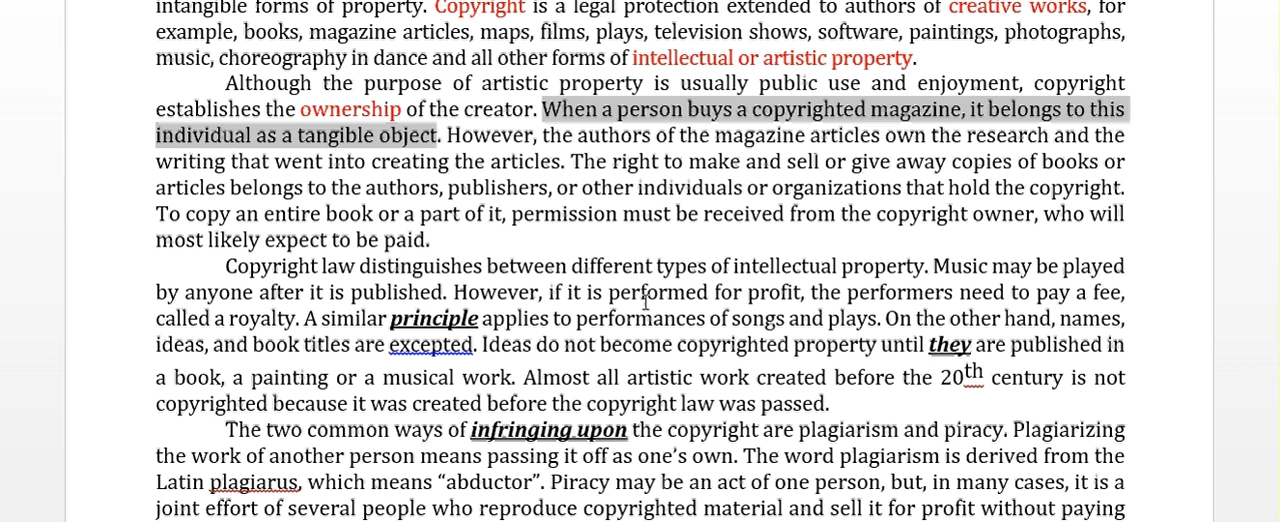 intangible forms of property. Copyright is a legal protection extended to authors of creative works, for
example, books, magazine articles, maps, films, plays, television shows, software, paintings, photographs,
music, choreography in dance and all other forms of intellectual or artistic property.
Although the purpose of artistic property is usually public use and enjoyment, copyright
establishes the ownership of the creator. When a person buys a copyrighted magazine, it belongs to this
individual as a tangible object. However, the authors of the magazine articles own the research and the
writing that went into creating the articles. The right to make and sell or give away copies of books or
articles belongs to the authors, publishers, or other individuals or organizations that hold the copyright.
To copy an entire book or a part of it, permission must be received from the copyright owner, who will
most likely expect to be paid.
Copyright law distinguishes between different types of intellectual property. Music may be played
by anyone after it is published. However, if it is performed for profit, the performers need to pay a fee,
called a royalty. A similar principle applies to performances of songs and plays. On the other hand, names,
ideas, and book titles are excepted. Ideas do not become copyrighted property until they are published in
a book, a painting or a musical work. Almost all artistic work created before the 20th century is not
copyrighted because it was created before the copyright law was passed.
The two common ways of infringing upon the copyright are plagiarism and piracy. Plagiarizing
the work of another person means passing it off as one's own. The word plagiarism is derived from the
Latin plagiarus, which means “abductor”. Piracy may be an act of one person, but, in many cases, it is a
joint effort of several people who reproduce copyrighted material and sell it for profit without paying